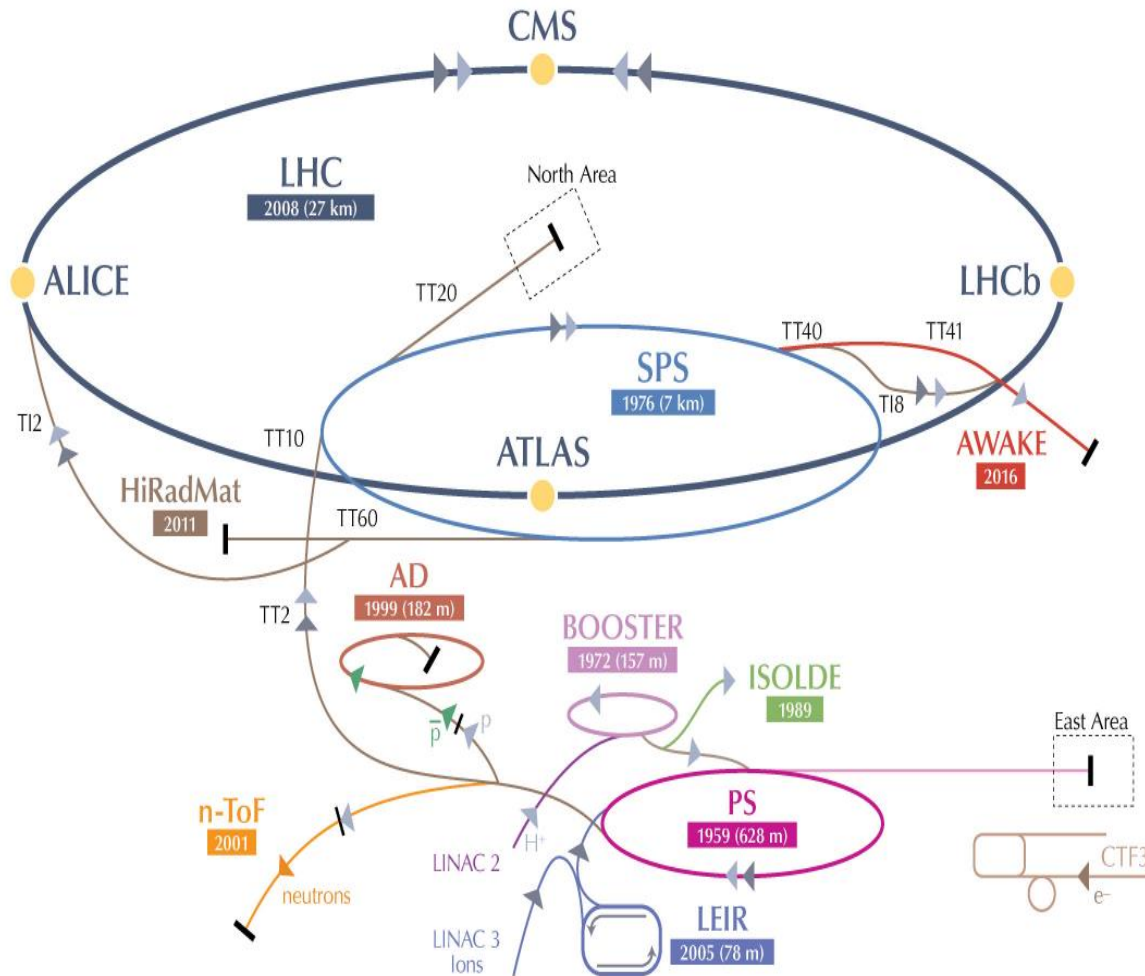 CMS
LHC
2008 (27 km)
North Area
ALICE
LHCb
TT20
TT40
TT41
SPS
1976 (7 km)
TI8
TI2
TT10
ATLAS
AWAKE
2016
HiRadMat
2011
TT60
AD
1999 (182 m)
TT2
BOOSTER
1972 (157 m)
ISOLDE
1989
p̅
p
East Area
n-ToF
2001
PS
1959 (628 m)
H+
LINAC 2
CTF3
e–
neutrons
LEIR
2005 (78 m)
LINAC 3
Ions